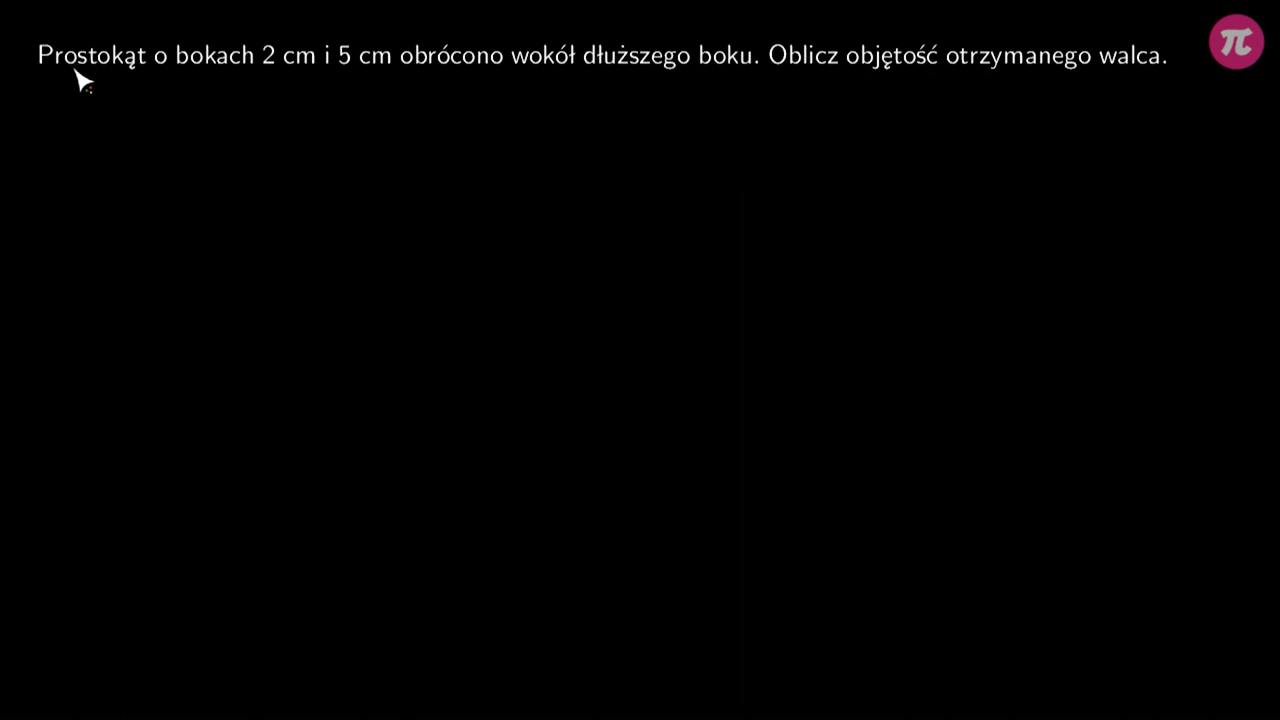 Prostokąt o bokach 2 cm i 5 cm obrócono wokół dłuższego boku. Oblicz objętość otrzymanego walca.
π